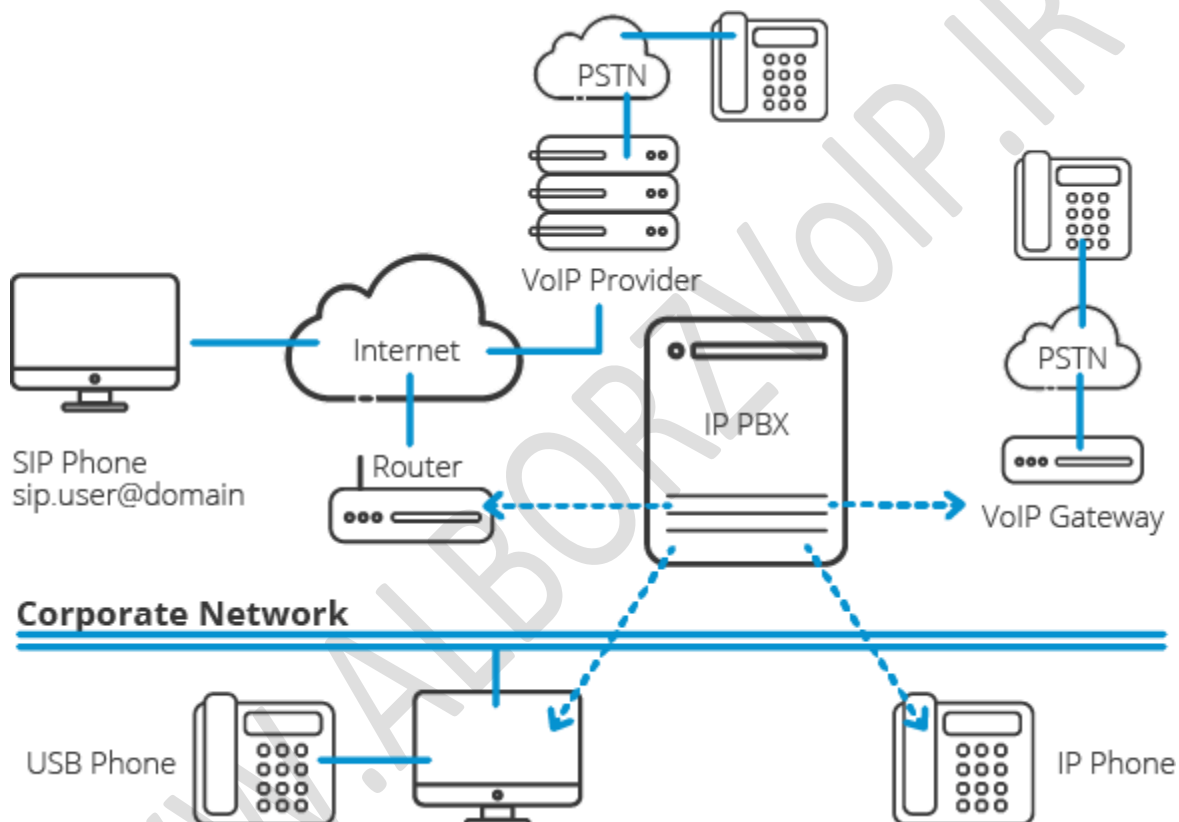 PSTN
VoIP Provider
Internet
SIP Phone
sip.user@domain
Router
IP PBX
PSTN
VoIP Gateway
Corporate Network
USB Phone
IP Phone
WW.ALBORZVOIP.IR